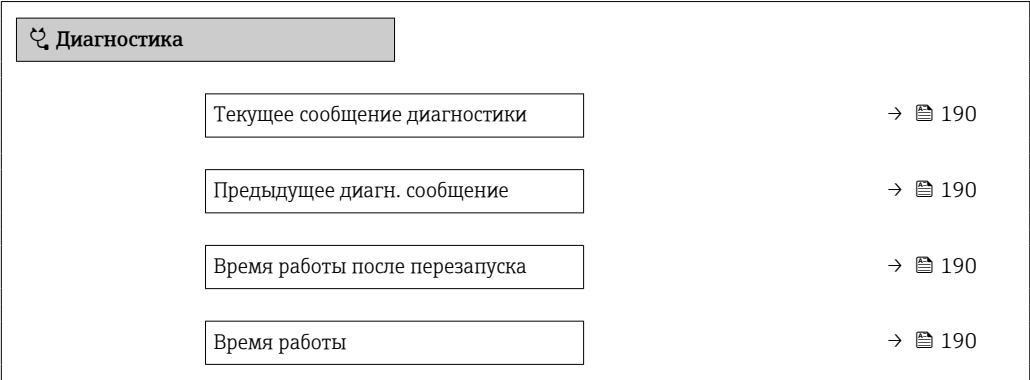 Диагностика
Текущее сообщение диагностики → 190
Предыдущее диагн. сообщение → 190
Время работы после перезапуска → 190
Время работы → 190